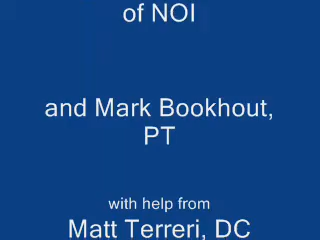 of NOI
and Mark Bookhout,
PT
with help from
Matt Terreri, DC